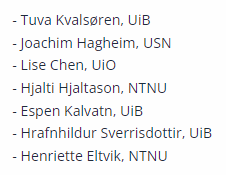 - Tuva Kvalsøren, UiB
- Joachim Hagheim, USN
- Lise Chen, UiO
- Hjalti Hjaltason, NTNU
- Espen Kalvatn, UiB
- Hrafnhildur Sverrisdottir, UiB
- Henriette Eltvik, NTNU